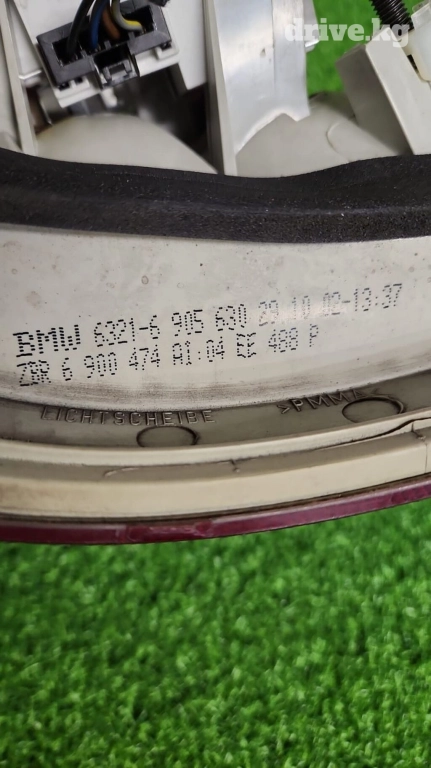 drive.kg
BMW 6321-6 905 630 29.10.02-13:37
ZBR 6 900 474 AI:04 EE 488 P
LICHTSCHEIBE >PMMA<